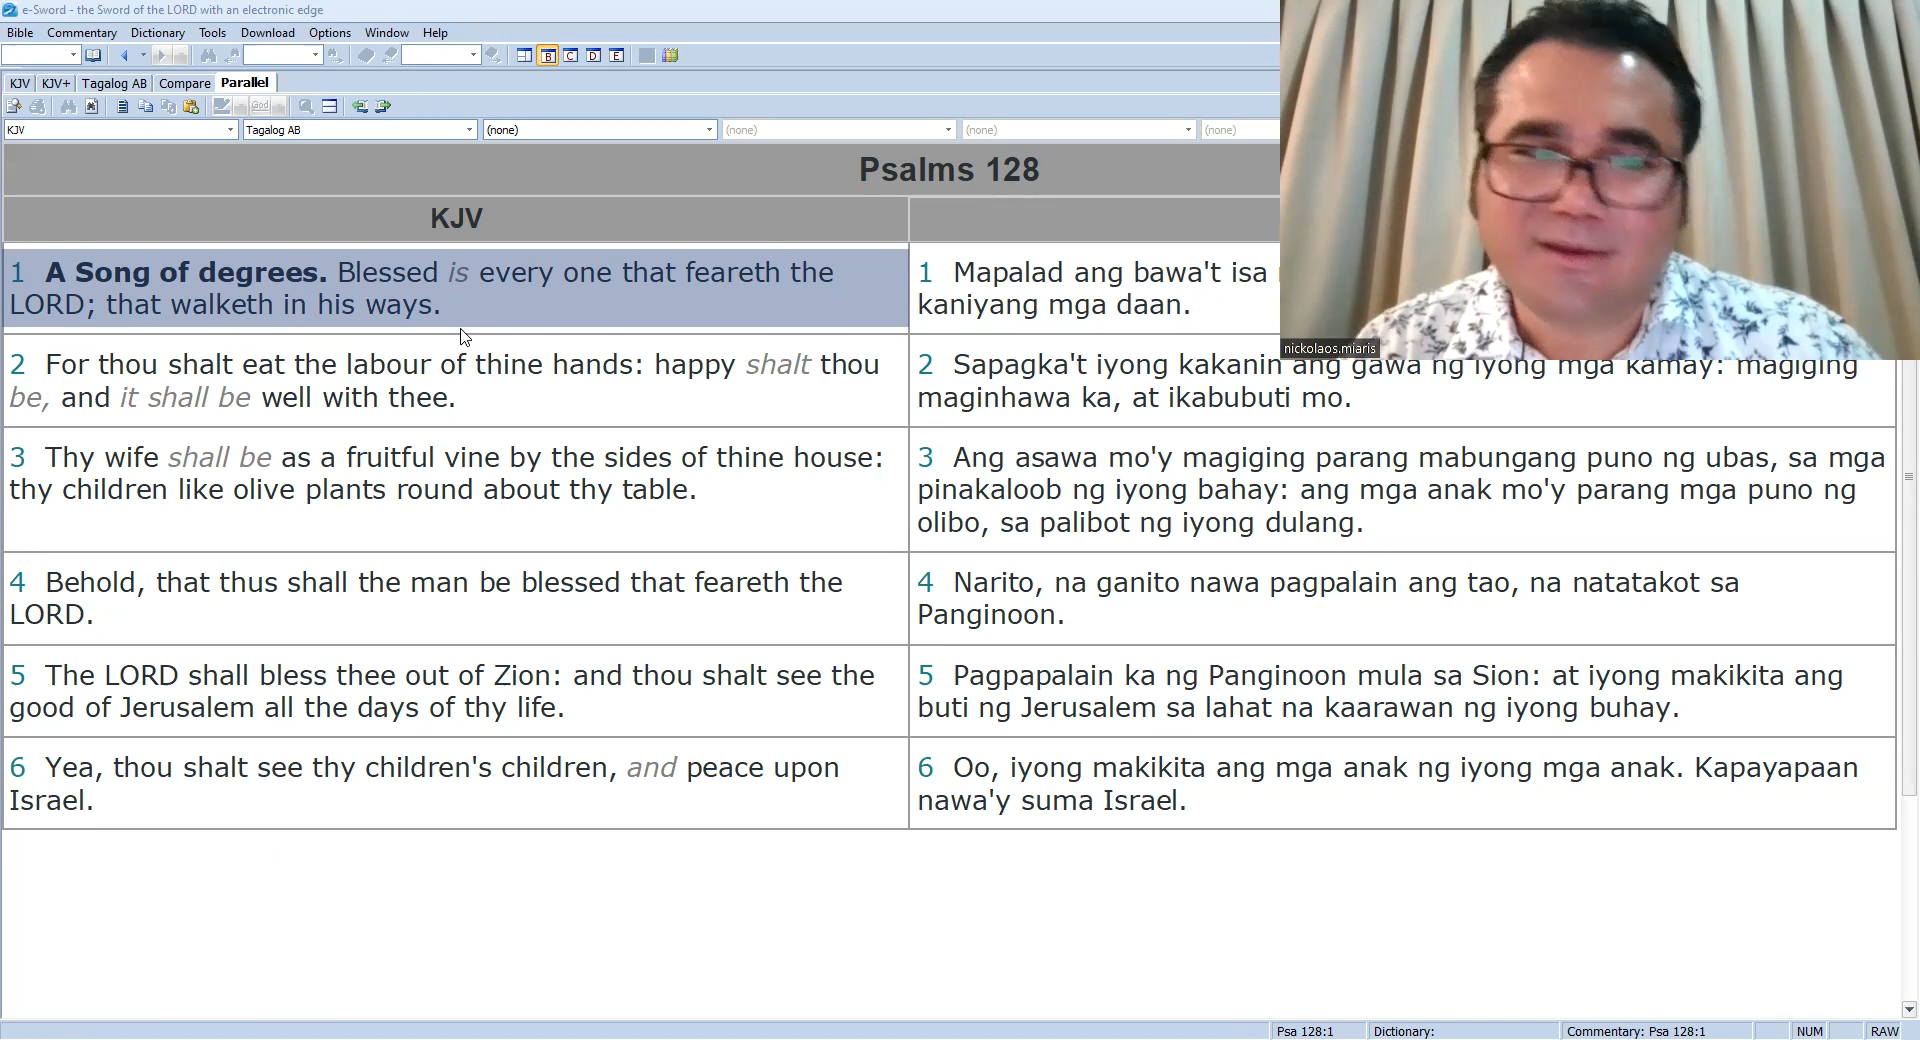 e-Sword - the Sword of the LORD with an electronic edge
Bible Commentary Dictionary Tools Download Options Window Help
B C D E
KJV KJV+ Tagalog AB Compare Parallel
God
KJV Tagalog AB (none) (none) (none) (none)
Psalms 128
KJV
1 A Song of degrees. Blessed is every one that feareth the
LORD; that walketh in his ways.
1 Mapalad ang bawa't isa
kaniyang mga daan.
nickolaos.miaris
2 For thou shalt eat the labour of thine hands: happy shalt thou
be, and it shall be well with thee.
2 Sapagka't iyong kakanin ang gawa ng iyong mga kamay: magiging
maginhawa ka, at ikabubuti mo.
3 Thy wife shall be as a fruitful vine by the sides of thine house:
thy children like olive plants round about thy table.
3 Ang asawa mo'y magiging parang mabungang puno ng ubas, sa mga
pinakaloob ng iyong bahay: ang mga anak mo'y parang mga puno ng
olibo, sa palibot ng iyong dulang.
4 Behold, that thus shall the man be blessed that feareth the
LORD.
4 Narito, na ganito nawa pagpalain ang tao, na natatakot sa
Panginoon.
5 The LORD shall bless thee out of Zion: and thou shalt see the
good of Jerusalem all the days of thy life.
5 Pagpapalain ka ng Panginoon mula sa Sion: at iyong makikita ang
buti ng Jerusalem sa lahat na kaarawan ng iyong buhay.
6 Yea, thou shalt see thy children's children, and peace upon
Israel.
6 Oo, iyong makikita ang mga anak ng iyong mga anak. Kapayapaan
nawa'y suma Israel.
Psa 128:1 Dictionary: Commentary: Psa 128:1 NUM RAW